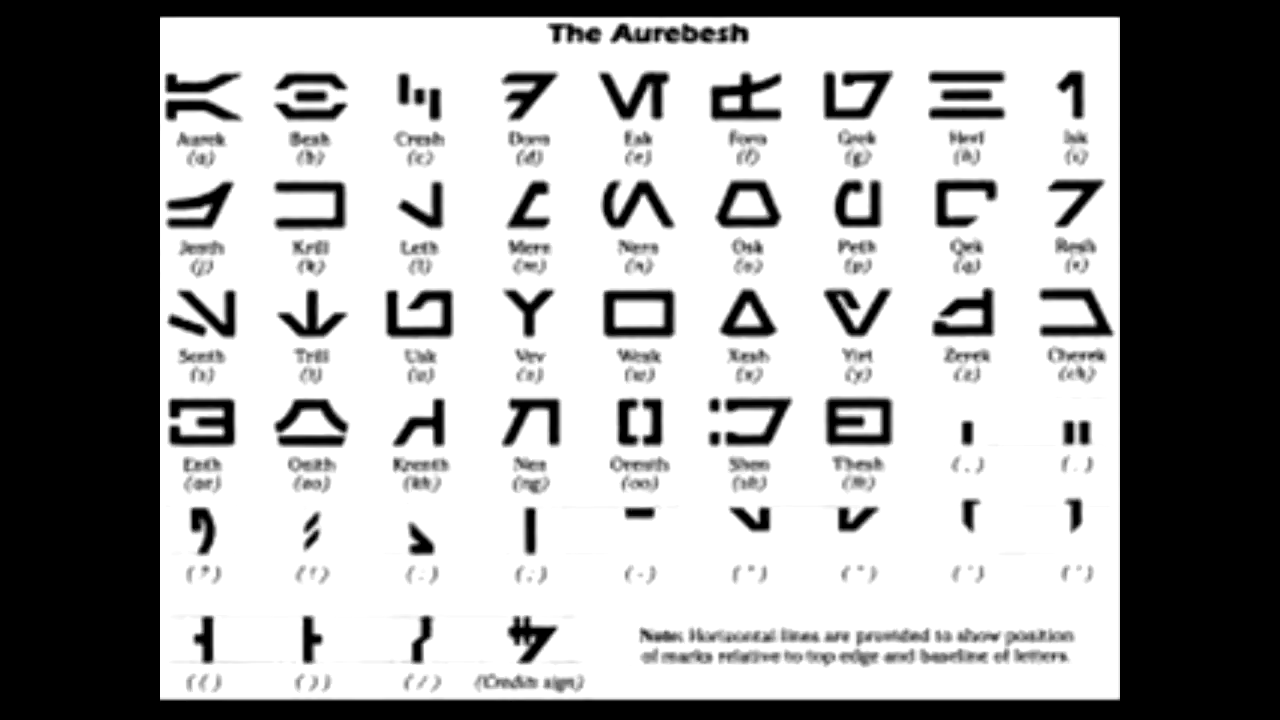 The Aurebesh
Aurek Besh Cresh Dorn Esk Forn Grek Herf Isk
(a) (b) (c) (d) (e) (f) (g) (h) (i)
Jenth Krill Leth Mern Nern Osk Peth Qek Resh
(j) (k) (l) (m) (n) (o) (p) (q) (r)
Senth Trill Usk Vev Wesk Xesh Yirt Zerek Cherek
(s) (t) (u) (v) (w) (x) (y) (z) (ch)
Enth Onith Krenth Nen Orenth Shen Thesh
(ae) (eo) (kh) (ng) (oo) (sh) (th) (,) (.)
(?) (!) (:) (;) (-) (") (") (') (')
(() ()) (/) (Credits sign)
Note: Horizontal lines are provided to show position
of marks relative to top edge and baseline of letters.